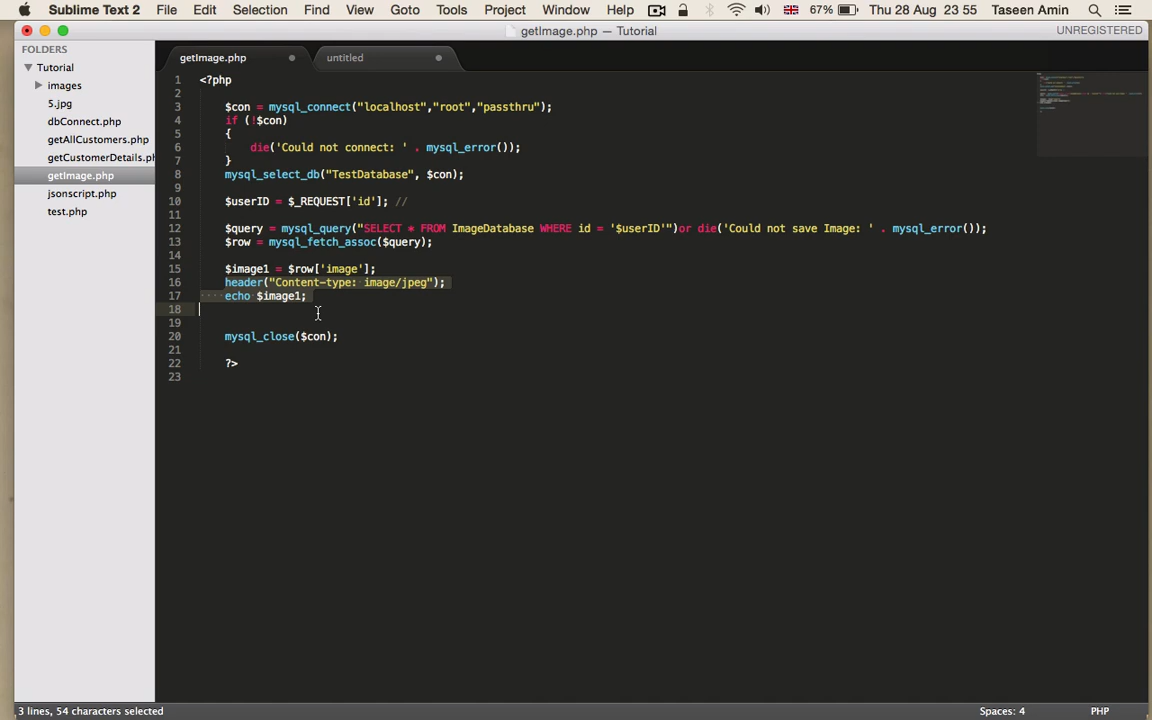 Sublime Text 2 File Edit Selection Find View Goto Tools Project Window Help 67% Thu 28 Aug 23 55 Taseen Amin
getImage.php — Tutorial UNREGISTERED
FOLDERS
Tutorial
images
5.jpg
dbConnect.php
getAllCustomers.php
getCustomerDetails.ph
getImage.php
jsonscript.php
test.php
getImage.php untitled
1 <?php
2
3 $con = mysql_connect("localhost","root","passthru");
4 if (!$con)
5 {
6 die('Could not connect: ' . mysql_error());
7 }
8 mysql_select_db("TestDatabase", $con);
9
10 $userID = $_REQUEST['id']; //
11
12 $query = mysql_query("SELECT * FROM ImageDatabase WHERE id = '$userID'")or die('Could not save Image: ' . mysql_error());
13 $row = mysql_fetch_assoc($query);
14
15 $image1 = $row['image'];
16 header("Content-type: image/jpeg");
17 echo $image1;
18
19
20 mysql_close($con);
21
22 ?>
23
3 lines, 54 characters selected Spaces: 4 PHP